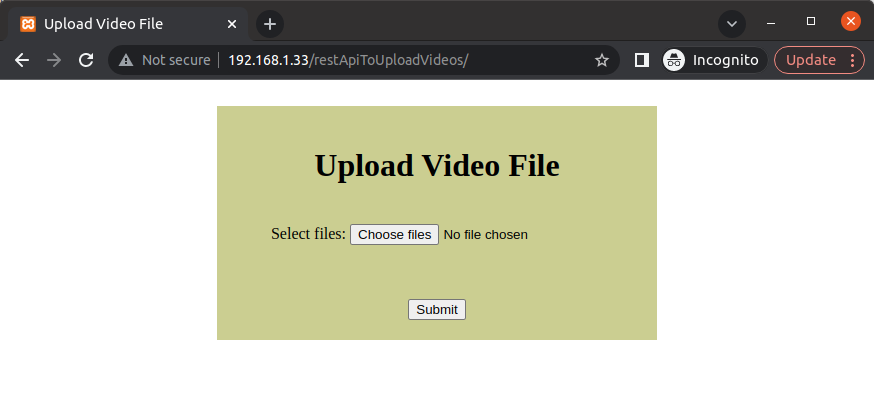 Upload Video File
Not secure 192.168.1.33/restApiToUploadVideos/ Incognito Update
Upload Video File
Select files: Choose files No file chosen
Submit